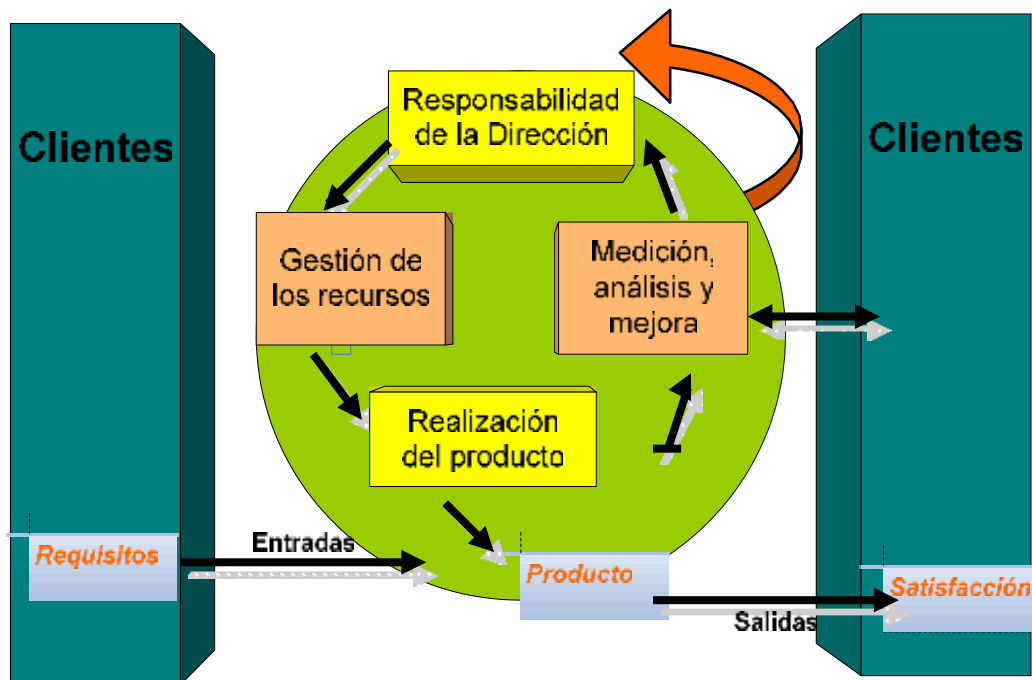 Responsabilidad
de la Dirección
Clientes
Clientes
Gestión de
los recursos
Medición,
análisis y
mejora
Realización
del producto
Entradas
Requisitos
Producto
Satisfacción
Salidas